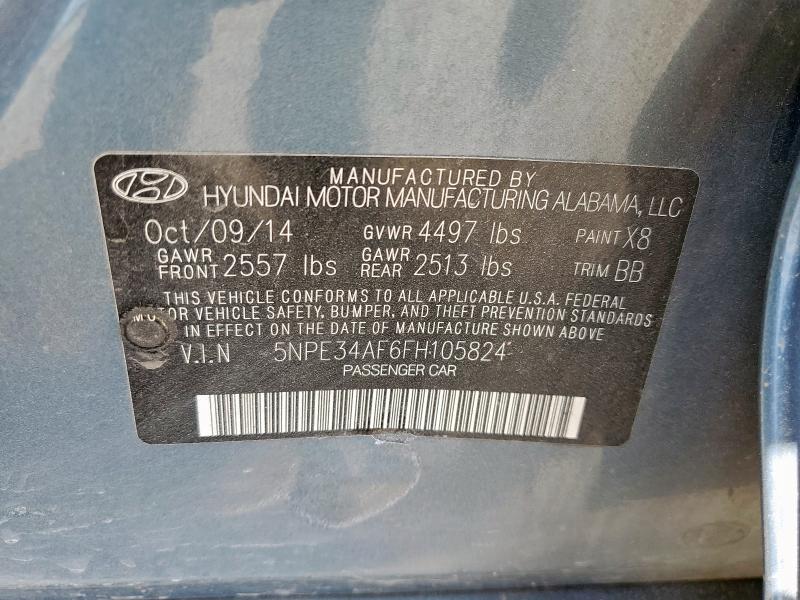 MANUFACTURED BY
HYUNDAI MOTOR MANUFACTURING ALABAMA, LLC
Oct/09/14 GVWR 4497 lbs PAINT X8
GAWR FRONT 2557 lbs GAWR REAR 2513 lbs TRIM BB
THIS VEHICLE CONFORMS TO ALL APPLICABLE U.S.A. FEDERAL
MOTOR VEHICLE SAFETY, BUMPER, AND THEFT PREVENTION STANDARDS
IN EFFECT ON THE DATE OF MANUFACTURE SHOWN ABOVE
V.I.N 5NPE34AF6FH105824
PASSENGER CAR